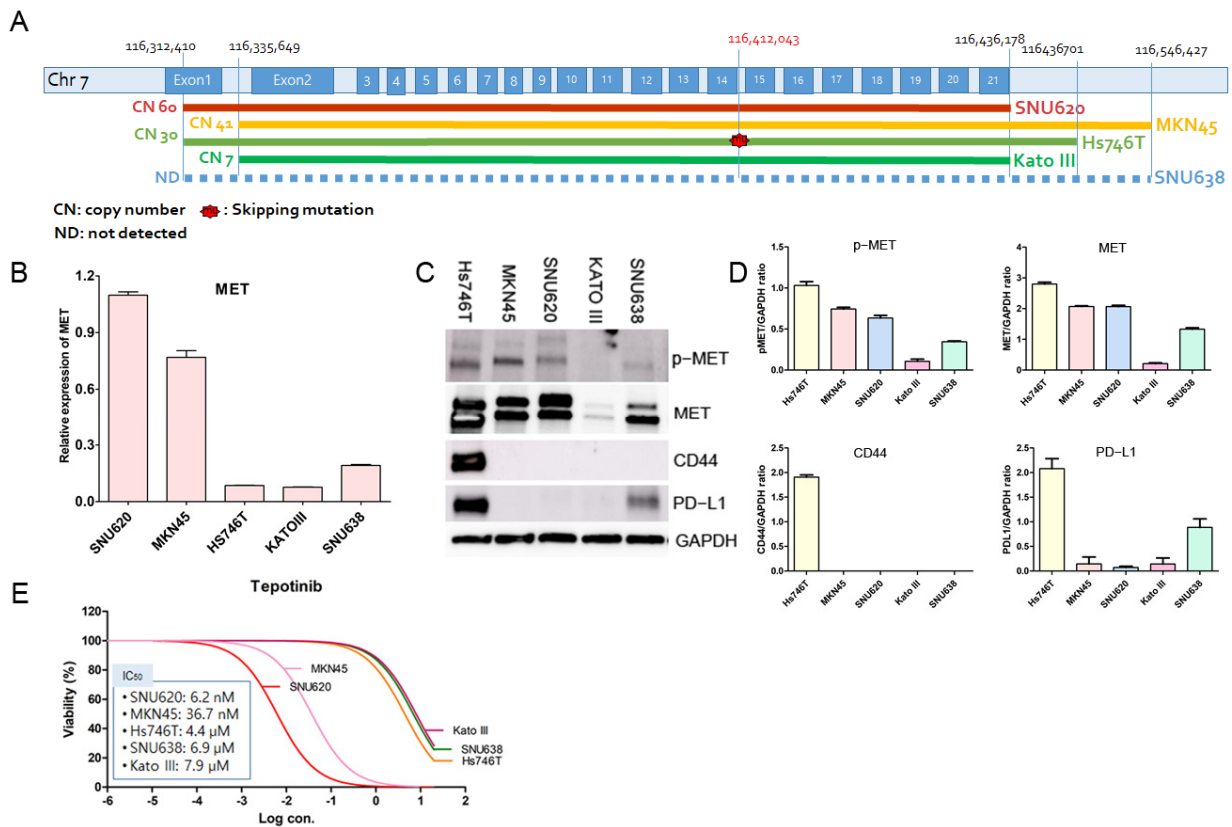 A
116,312,410
116,335,649
116,412,043
116,436,178
116436701
116,546,427
Chr 7
Exon1
Exon2
3
4
5
6
7
8
9
10
11
12
13
14
15
16
17
18
19
20
21
CN 60
SNU620
CN 41
MKN45
CN 30
Hs746T
CN 7
Kato III
ND
SNU638
CN: copy number
: Skipping mutation
ND: not detected
B
MET
Relative expression of MET
1.2
0.9
0.6
0.3
0.0
SNU620
MKN45
HS746T
KATOIII
SNU638
C
Hs746T
MKN45
SNU620
KATO III
SNU638
p-MET
MET
CD44
PD-L1
GAPDH
D
p-MET
pMET/GAPDH ratio
1.5
1.0
0.5
0.0
Hs746T
MKN45
SNU620
Kato III
SNU638
MET
MET/GAPDH ratio
4
3
2
1
0
Hs746T
MKN45
SNU620
Kato III
SNU638
CD44
CD44/GAPDH ratio
2.5
2.0
1.5
1.0
0.5
0.0
Hs746T
MKN45
SNU620
Kato III
SNU638
PD-L1
PDL1/GAPDH ratio
2.5
2.0
1.5
1.0
0.5
0.0
Hs746T
MKN45
SNU620
Kato III
SNU638
E
Tepotinib
Viability (%)
120
100
80
60
40
20
0
-6
-5
-4
-3
-2
-1
0
1
2
Log con.
MKN45
SNU620
Kato III
SNU638
Hs746T
IC50
• SNU620: 6.2 nM
• MKN45: 36.7 nM
• Hs746T: 4.4 μM
• SNU638: 6.9 μM
• Kato III: 7.9 μM